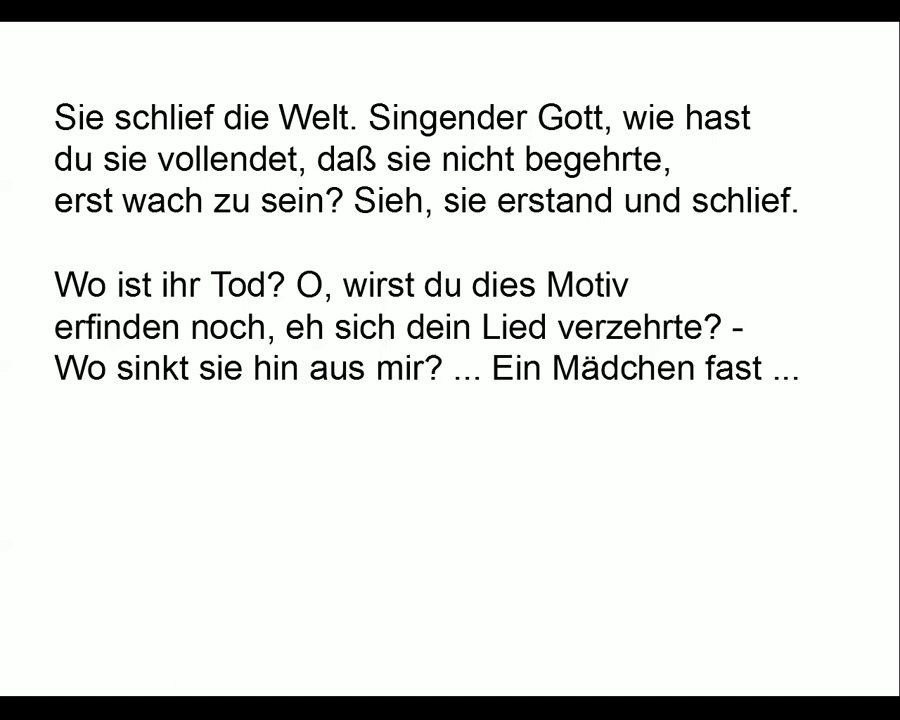 Sie schlief die Welt. Singender Gott, wie hast
du sie vollendet, daß sie nicht begehrte,
erst wach zu sein? Sieh, sie erstand und schlief.
Wo ist ihr Tod? O, wirst du dies Motiv
erfinden noch, eh sich dein Lied verzehrte? -
Wo sinkt sie hin aus mir? ... Ein Mädchen fast ...